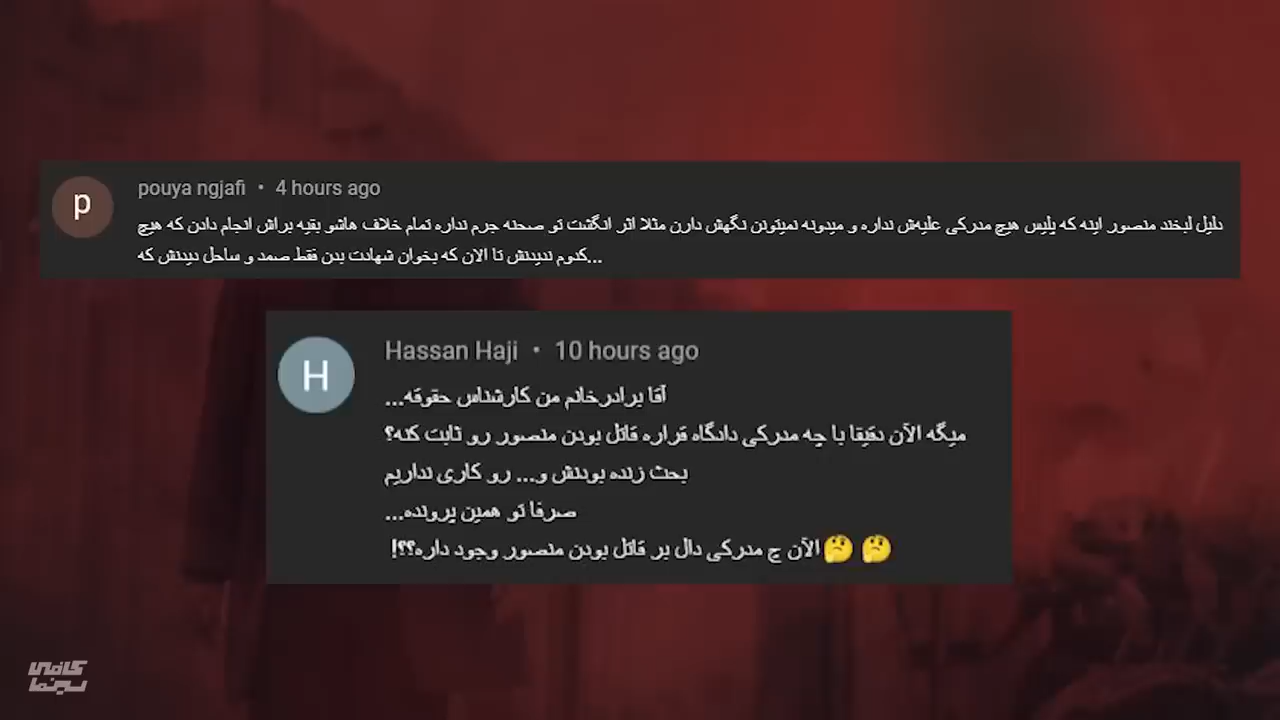 pouya ngjafi • 4 hours ago
دلیل لبخند منصور اینه که پلیس هیچ مدرکی علیهش نداره و میدونه نمیتونن نگهش دارن مثلا اثر انگشت تو صحنه جرم نداره تمام خلاف هاشو بقیه براش انجام دادن که هیچ
کدوم ندیدنش تا الان که بخوان شهادت بدن فقط صمد و ساحل دیدنش که...
Hassan Haji • 10 hours ago
آقا برادرخانم من کارشناس حقوقه...
میگه الآن دقیقا با چه مدرکی دادگاه قراره قاتل بودن منصور رو ثابت کنه؟
بحث زنده بودنش و... رو کاری نداریم
صرفا تو همین پرونده...
الآن چ مدرکی دال بر قاتل بودن منصور وجود داره؟؟! 🤔🤔
کافی
سینما